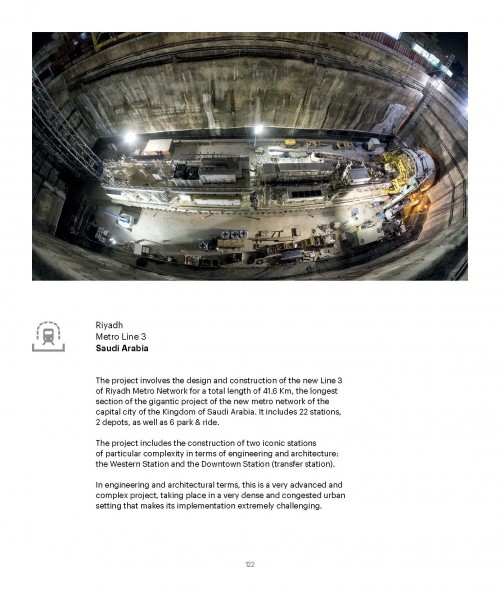 Riyadh
Metro Line 3
Saudi Arabia
The project involves the design and construction of the new Line 3
of Riyadh Metro Network for a total length of 41.6 Km, the longest
section of the gigantic project of the new metro network of the
capital city of the Kingdom of Saudi Arabia. It includes 22 stations,
2 depots, as well as 6 park & ride.
The project includes the construction of two iconic stations
of particular complexity in terms of engineering and architecture:
the Western Station and the Downtown Station (transfer station).
In engineering and architectural terms, this is a very advanced and
complex project, taking place in a very dense and congested urban
setting that makes its implementation extremely challenging.
122